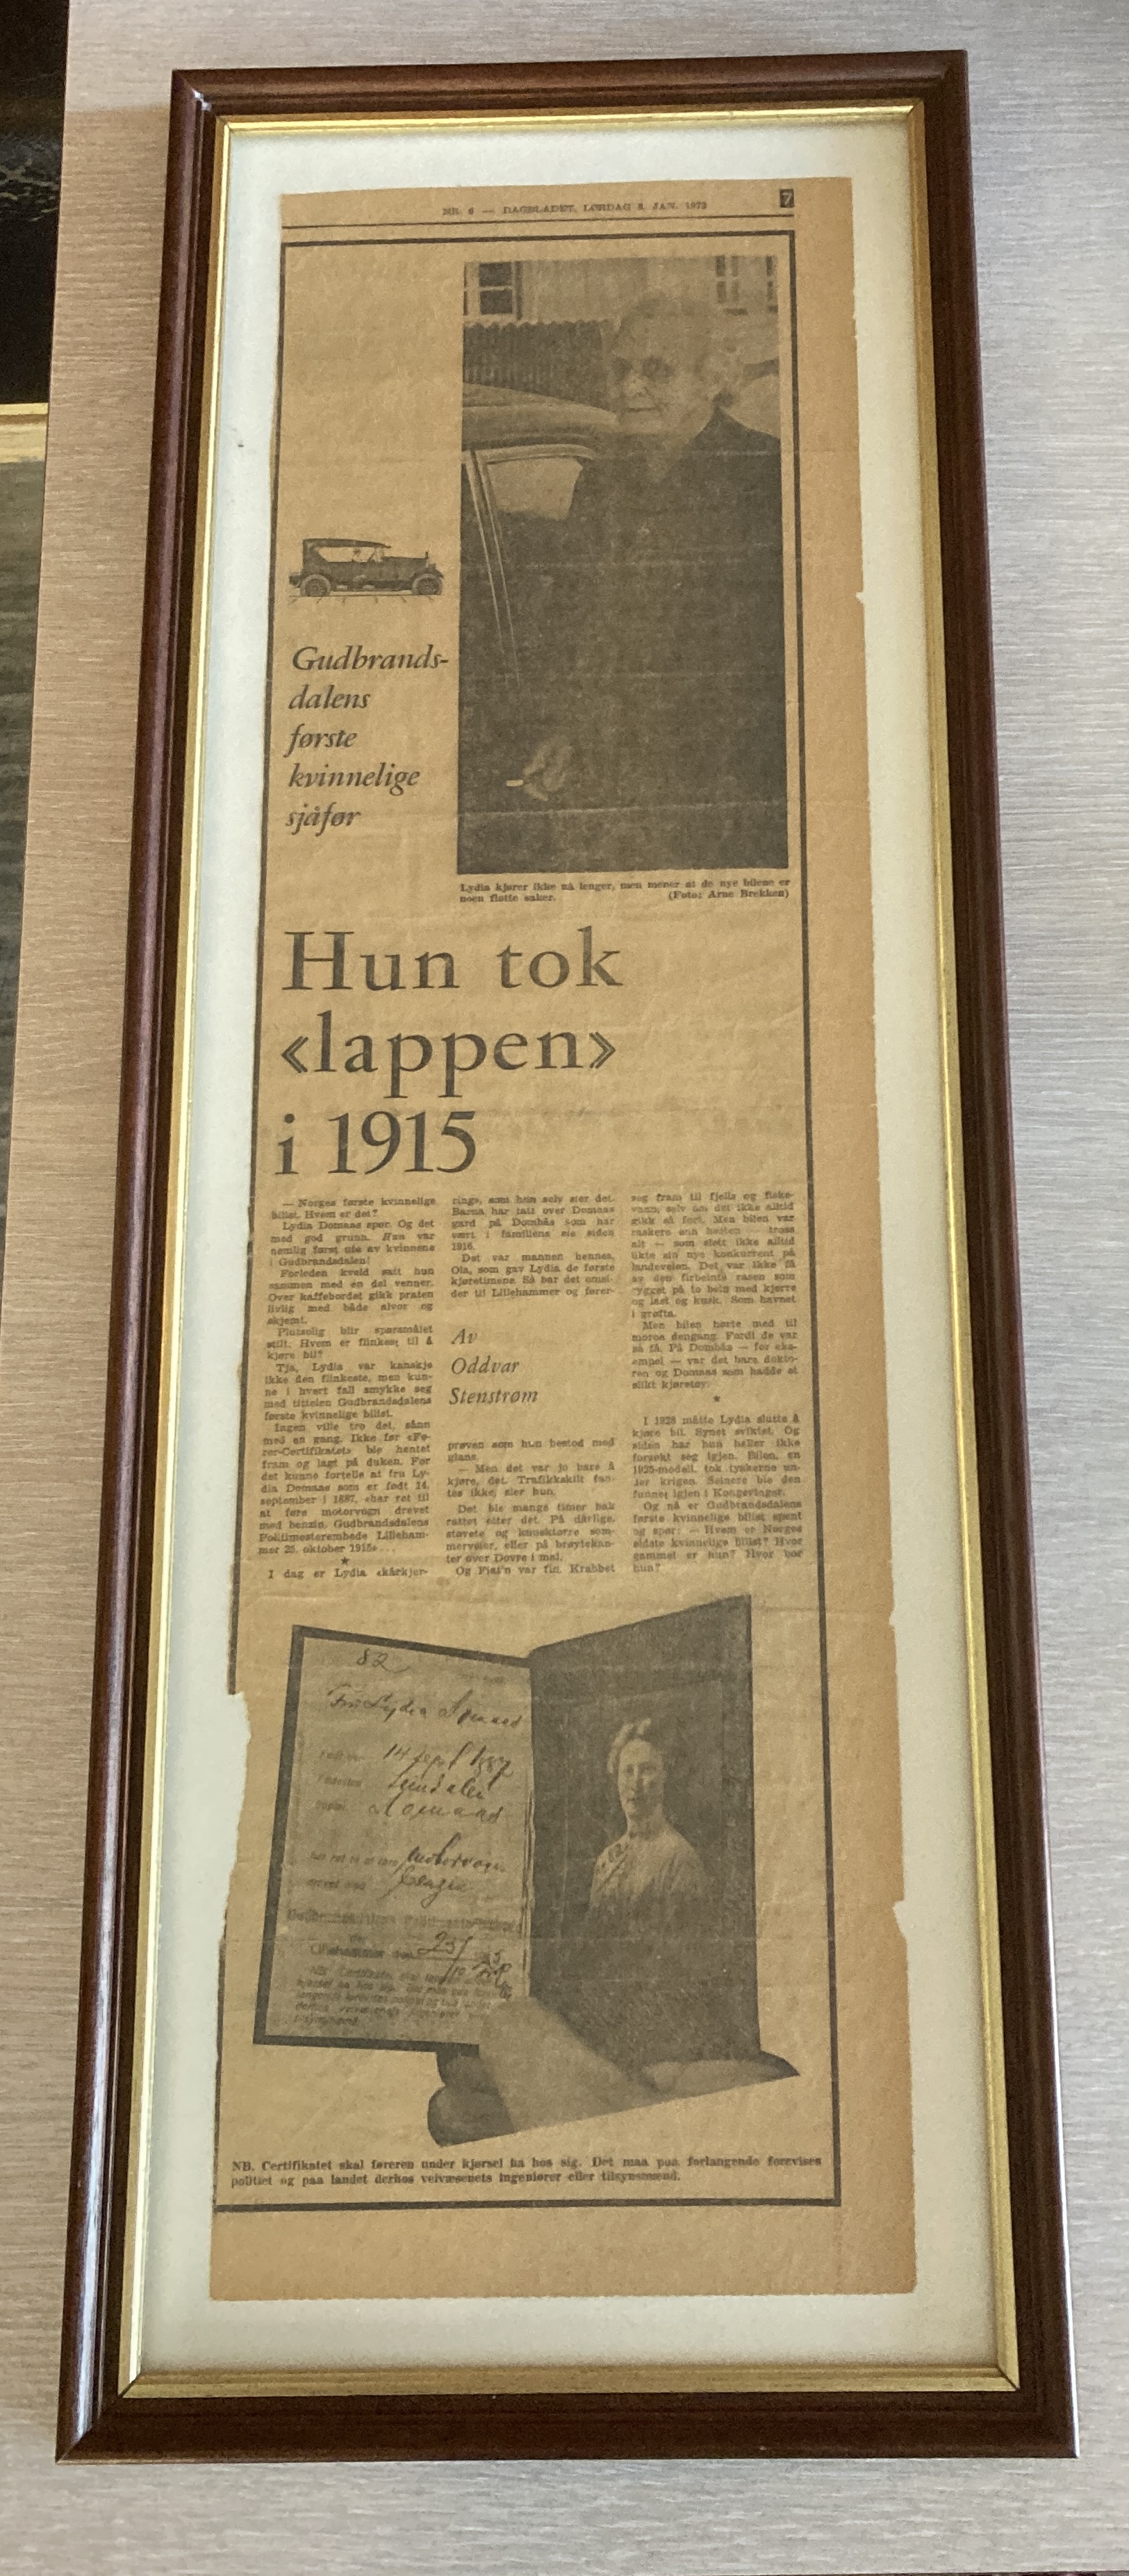 NR. 6 — DAGBLADET, LØRDAG 8. JAN. 1972
7
Gudbrands-
dalens
første
kvinnelige
sjåfør
Lydia kjører ikke nå lenger, men mener at de nye bilene er
noen flotte saker. (Foto: Arne Brekken)
Hun tok
«lappen»
i 1915
— Norges første kvinnelige
bilist. Hvem er det?
Lydia Domaas spør. Og det
med god grunn. Hun var
nemlig først ute av kvinnene
i Gudbrandsdalen!
Forleden kveld satt hun
sammen med en del venner.
Over kaffebordet gikk praten
livlig med både alvor og
skjemt.
Plutselig blir spørsmålet
stilt. Hvem er flinkest til å
kjøre bil?
Tja, Lydia var kanskje
ikke den flinkeste, men kun-
ne i hvert fall smykke seg
med tittelen Gudbrandsdalens
første kvinnelige bilist.
Ingen ville tro det, sånn
med en gang. Ikke før «Fø-
rer-Certifikatet» ble hentet
fram og lagt på duken. For
det kunne fortelle at fru Ly-
dia Domaas som er født 14.
september i 1887, «har ret til
at føre motorvogn drevet
med benzin. Gudbrandsdalens
Politimesterembede Lilleham-
mer 25. oktober 1915» . . .
★
I dag er Lydia «kårkjer-
ring», som hun selv sier det.
Barna har tatt over Domaas
gard på Dombås som har
vært i familiens eie siden
1916.
Det var mannen hennes,
Ola, som gav Lydia de første
kjøretimene. Så bar det omsi-
der til Lillehammer og fører-
Av
Oddvar
Stenstrøm
prøven som hun bestod med
glans.
— Men det var jo bare å
kjøre, det. Trafikkskilt fan-
tes ikke, sier hun.
Det ble mange timer bak
rattet etter det. På dårlige,
støvete og knusktørre som-
merveier, eller på brøytekan-
ter over Dovre i mai.
Og Fiat'n var fin. Krabbet
seg fram til fjells og fiske-
vann, selv om det ikke alltid
gikk så fort. Men bilen var
raskere enn hesten — tross
alt — som slett ikke alltid
likte sin nye konkurrent på
landeveien. Det var ikke få
av den firbeinte rasen som
rygget på to bein med kjerre
og last og kusk. Som havnet
i grøfta.
Men bilen hørte med til
moroa dengang. Fordi de var
så få. På Dombås — for eks-
empel — var det bare dokto-
ren og Domaas som hadde et
slikt kjøretøy.
★
I 1928 måtte Lydia slutte å
kjøre bil. Synet sviktet. Og
siden har hun heller ikke
forsøkt seg igjen. Bilen, en
1925-modell, tok tyskerne un-
der krigen. Seinere ble den
funnet igjen i Kongsvinger.
Og nå er Gudbrandsdalens
første kvinnelige bilist spent
og spør: — Hvem er Norges
eldste kvinnelige bilist? Hvor
gammel er hun? Hvor bor
hun?
82
Fru Lydia Domaas
14 sept 1887
Domaas
Har ret til at føre Motorvogn
drevet med Benzin
Gudbrandsdalens Politimesterembede
Lillehammer den 25/10 15
NB. Certifikatet skal føreren under kjørsel ha hos sig. Det maa paa forlangende forevises
politiet og paa landet derhos veivæsenets ingeniører eller tilsynsmænd.